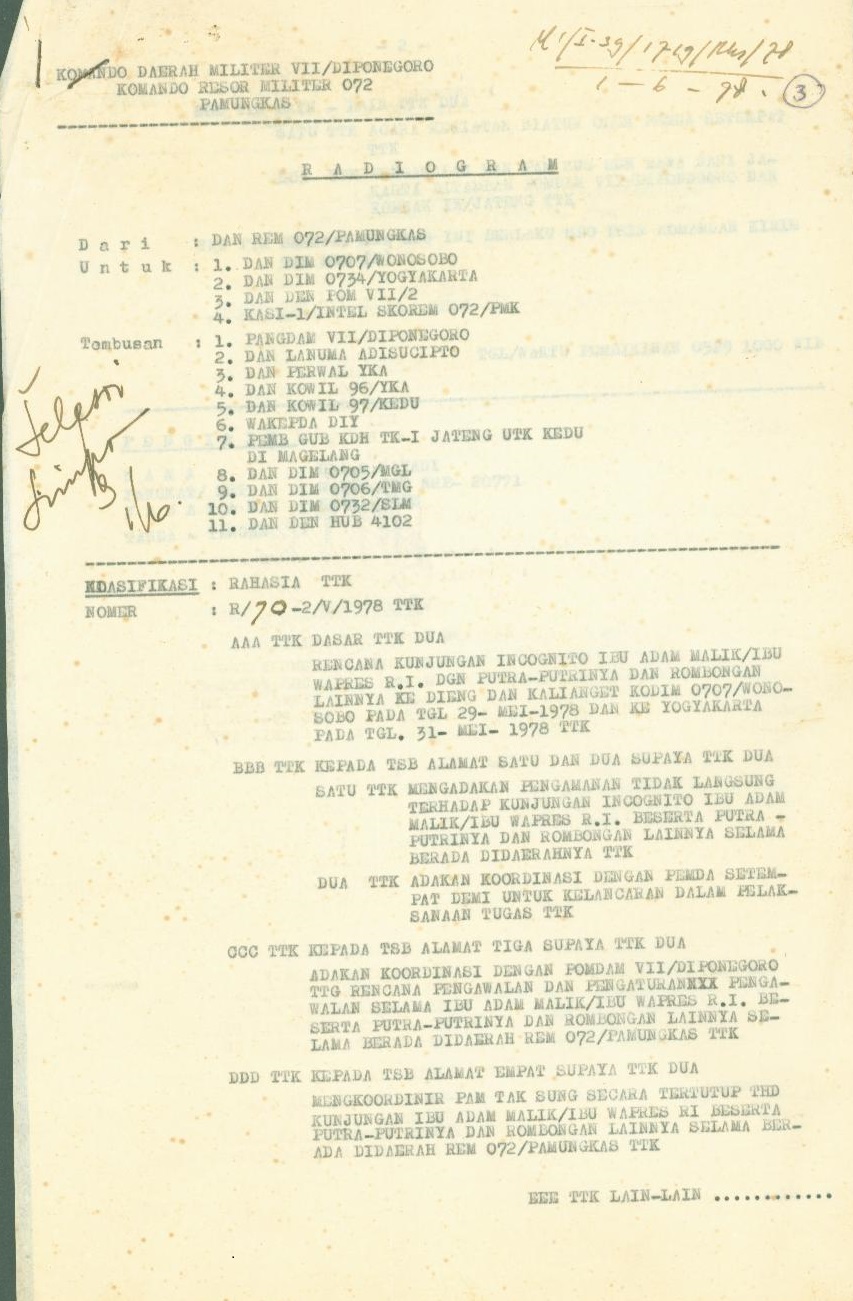 KOMANDO DAERAH MILITER VII/DIPONEGORO
KOMANDO RESOR MILITER 072
PAMUNGKAS
1 - 6 - 78.
3
R A D I O G R A M
D a r i : DAN REM 072/PAMUNGKAS
U n t u k : 1. DAN DIM 0707/WONOSOBO
2. DAN DIM 0734/YOGYAKARTA
3. DAN DEN POM VII/2
4. KASI-1/INTEL SKOREM 072/PMK
Tembusan : 1. PANGDAM VII/DIPONEGORO
2. DAN LANUMA ADISUCIPTO
3. DAN PERWAL YKA
4. DAN KOWIL 96/YKA
5. DAN KOWIL 97/KEDU
6. WAKEPDA DIY
7. PEMB GUB KDH TK-I JATENG UTK KEDU
DI MAGELANG
8. DAN DIM 0705/MGL
9. DAN DIM 0706/TMG
10. DAN DIM 0732/SLM
11. DAN DEN HUB 4102
Selesai
Simpan
1/6.
KLASIFIKASI : RAHASIA TTK
NOMER : R/70-2/V/1978 TTK
AAA TTK DASAR TTK DUA
RENCANA KUNJUNGAN INCOGNITO IBU ADAM MALIK/IBU
WAPRES R.I. DGN PUTRA-PUTRINYA DAN ROMBONGAN
LAINNYA KE DIENG DAN KALIANGET KODIM 0707/WONO-
SOBO PADA TGL 29- MEI-1978 DAN KE YOGYAKARTA
PADA TGL. 31- MEI- 1978 TTK
BBB TTK KEPADA TSB ALAMAT SATU DAN DUA SUPAYA TTK DUA
SATU TTK MENGADAKAN PENGAMANAN TIDAK LANGSUNG
TERHADAP KUNJUNGAN INCOGNITO IBU ADAM
MALIK/IBU WAPRES R.I. BESERTA PUTRA -
PUTRINYA DAN ROMBONGAN LAINNYA SELAMA
BERADA DIDAERAHNYA TTK
DUA TTK ADAKAN KOORDINASI DENGAN PEMDA SETEM-
PAT DEMI UNTUK KELANCARAN DALAM PELAK-
SANAAN TUGAS TTK
CCC TTK KEPADA TSB ALAMAT TIGA SUPAYA TTK DUA
ADAKAN KOORDINASI DENGAN POMDAM VII/DIPONEGORO
TTG RENCANA PENGAWALAN DAN PENGATURANXXX PENGA-
WALAN SELAMA IBU ADAM MALIK/IBU WAPRES R.I. BE-
SERTA PUTRA-PUTRINYA DAN ROMBONGAN LAINNYA SE-
LAMA BERADA DIDAERAH REM 072/PAMUNGKAS TTK
DDD TTK KEPADA TSB ALAMAT EMPAT SUPAYA TTK DUA
MENGKOORDINIR PAM TAK SUNG SECARA TERTUTUP THD
KUNJUNGAN IBU ADAM MALIK/IBU WAPRES RI BESERTA
PUTRA-PUTRINYA DAN ROMBONGAN LAINNYA SELAMA BER-
ADA DIDAERAH REM 072/PAMUNGKAS TTK
EEE TTK LAIN-LAIN ............